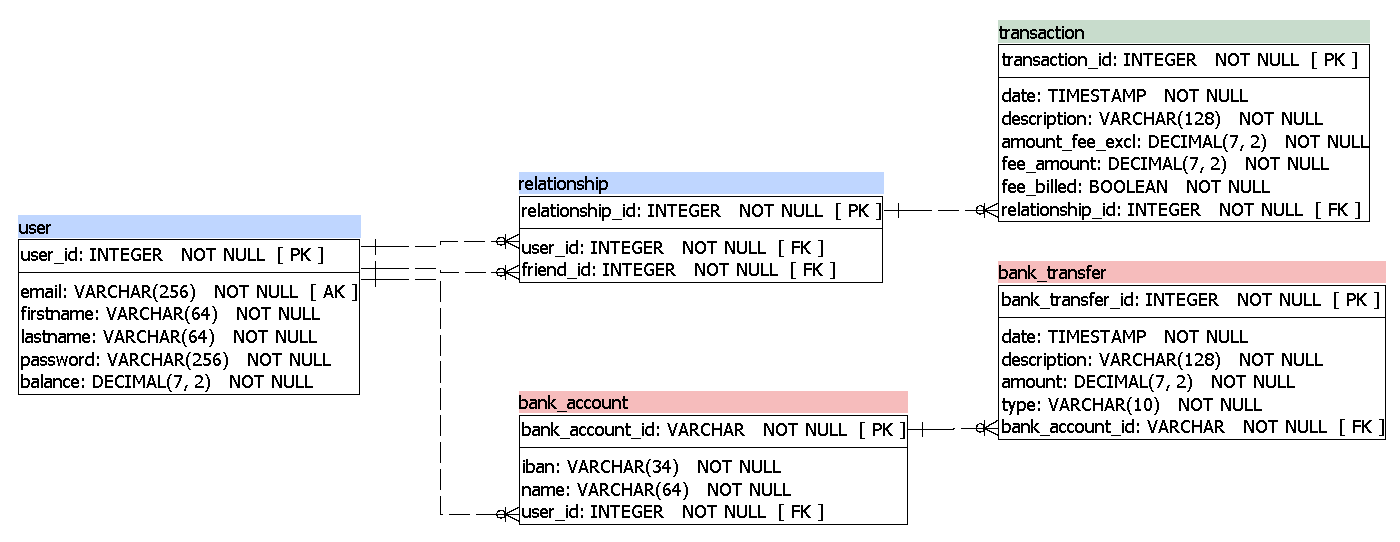 user
user_id: INTEGER NOT NULL [ PK ]
email: VARCHAR(256) NOT NULL [ AK ]
firstname: VARCHAR(64) NOT NULL
lastname: VARCHAR(64) NOT NULL
password: VARCHAR(256) NOT NULL
balance: DECIMAL(7, 2) NOT NULL
relationship
relationship_id: INTEGER NOT NULL [ PK ]
user_id: INTEGER NOT NULL [ FK ]
friend_id: INTEGER NOT NULL [ FK ]
bank_account
bank_account_id: VARCHAR NOT NULL [ PK ]
iban: VARCHAR(34) NOT NULL
name: VARCHAR(64) NOT NULL
user_id: INTEGER NOT NULL [ FK ]
transaction
transaction_id: INTEGER NOT NULL [ PK ]
date: TIMESTAMP NOT NULL
description: VARCHAR(128) NOT NULL
amount_fee_excl: DECIMAL(7, 2) NOT NULL
fee_amount: DECIMAL(7, 2) NOT NULL
fee_billed: BOOLEAN NOT NULL
relationship_id: INTEGER NOT NULL [ FK ]
bank_transfer
bank_transfer_id: INTEGER NOT NULL [ PK ]
date: TIMESTAMP NOT NULL
description: VARCHAR(128) NOT NULL
amount: DECIMAL(7, 2) NOT NULL
type: VARCHAR(10) NOT NULL
bank_account_id: VARCHAR NOT NULL [ FK ]